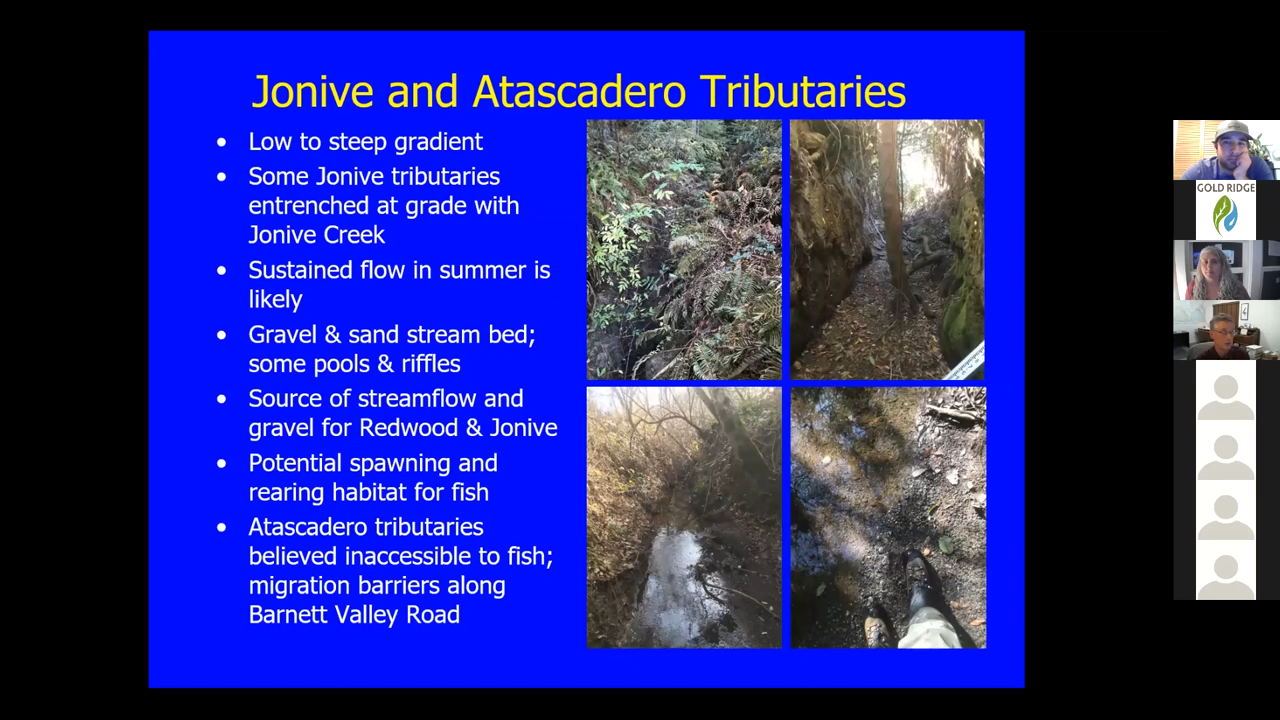 Jonive and Atascadero Tributaries
• Low to steep gradient
• Some Jonive tributaries
entrenched at grade with
Jonive Creek
• Sustained flow in summer is
likely
• Gravel & sand stream bed;
some pools & riffles
• Source of streamflow and
gravel for Redwood & Jonive
• Potential spawning and
rearing habitat for fish
• Atascadero tributaries
believed inaccessible to fish;
migration barriers along
Barnett Valley Road
GOLD RIDGE